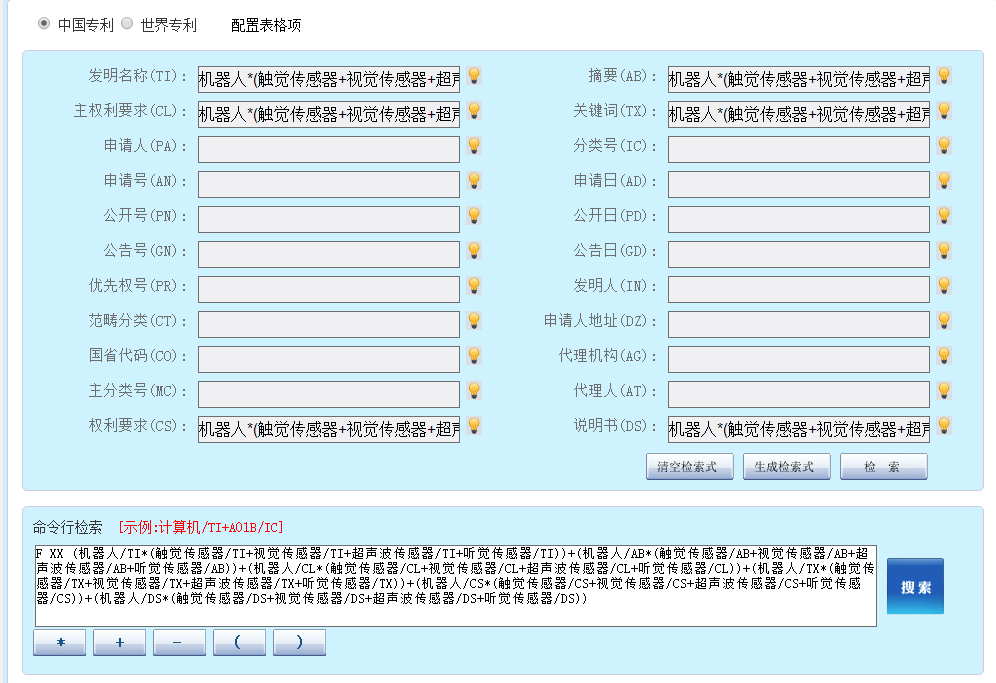 中国专利 世界专利 配置表格项
发明名称(TI): 机器人*(触觉传感器+视觉传感器+超声 摘要(AB): 机器人*(触觉传感器+视觉传感器+超声
主权利要求(CL): 机器人*(触觉传感器+视觉传感器+超声 关键词(TX): 机器人*(触觉传感器+视觉传感器+超声
申请人(PA): 分类号(IC):
申请号(AN): 申请日(AD):
公开号(PN): 公开日(PD):
公告号(GN): 公告日(GD):
优先权号(PR): 发明人(IN):
范畴分类(CT): 申请人地址(DZ):
国省代码(CO): 代理机构(AG):
主分类号(MC): 代理人(AT):
权利要求(CS): 机器人*(触觉传感器+视觉传感器+超声 说明书(DS): 机器人*(触觉传感器+视觉传感器+超声
清空检索式 生成检索式 检 索
命令行检索 [示例:计算机/TI+A01B/IC]
F XX (机器人/TI*(触觉传感器/TI+视觉传感器/TI+超声波传感器/TI+听觉传感器/TI))+(机器人/AB*(触觉传感器/AB+视觉传感器/AB+超
声波传感器/AB+听觉传感器/AB))+(机器人/CL*(触觉传感器/CL+视觉传感器/CL+超声波传感器/CL+听觉传感器/CL))+(机器人/TX*(触觉传
感器/TX+视觉传感器/TX+超声波传感器/TX+听觉传感器/TX))+(机器人/CS*(触觉传感器/CS+视觉传感器/CS+超声波传感器/CS+听觉传感器
/CS))+(机器人/DS*(触觉传感器/DS+视觉传感器/DS+超声波传感器/DS+听觉传感器/DS))
搜索
* + - ( )